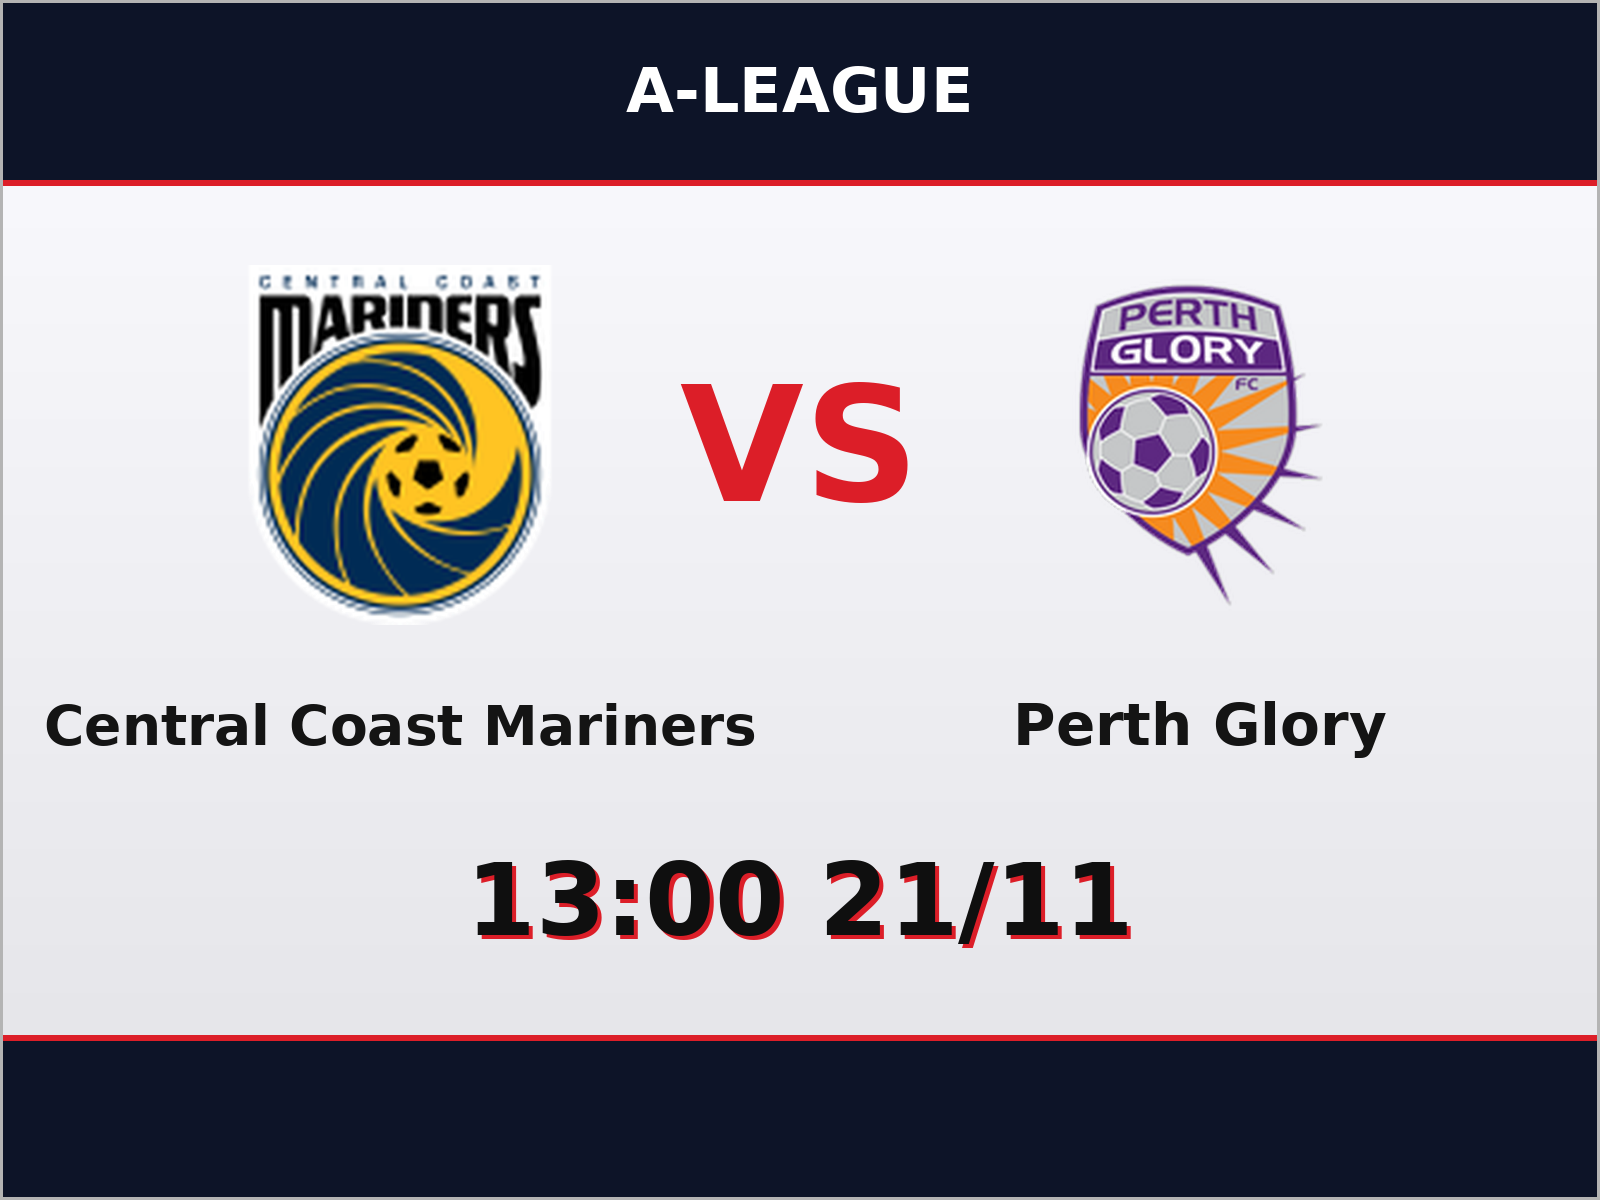 A-LEAGUE
CENTRAL COAST
MARINERS
VS
PERTH
GLORY
FC
Central Coast Mariners
Perth Glory
13:00 21/11